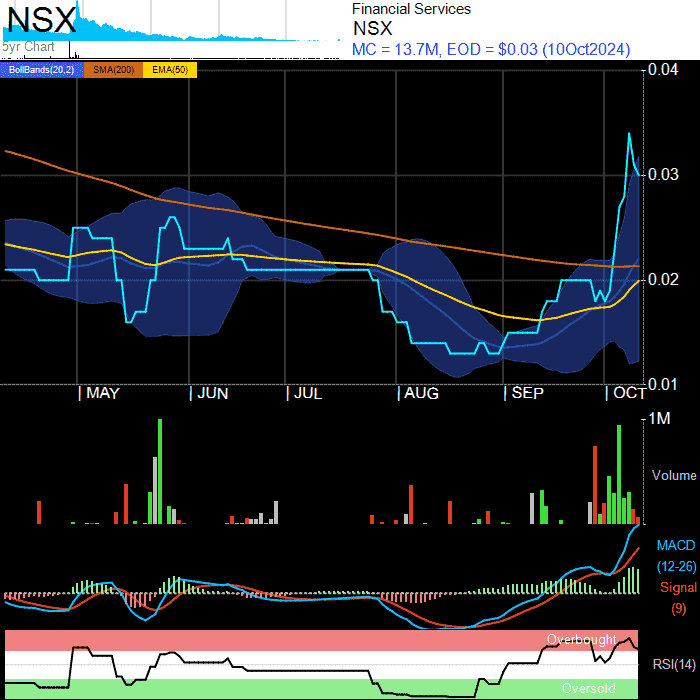 NSX
5yr Chart
Financial Services
NSX
MC = 13.7M, EOD = $0.03 (10Oct2024)
BollBands(20,2) SMA(200) EMA(50)
0.04
0.03
0.02
0.01
| MAY | JUN | JUL | AUG | SEP | OCT
1M
Volume
MACD
(12-26)
Signal
(9)
Overbought
RSI(14)
Oversold